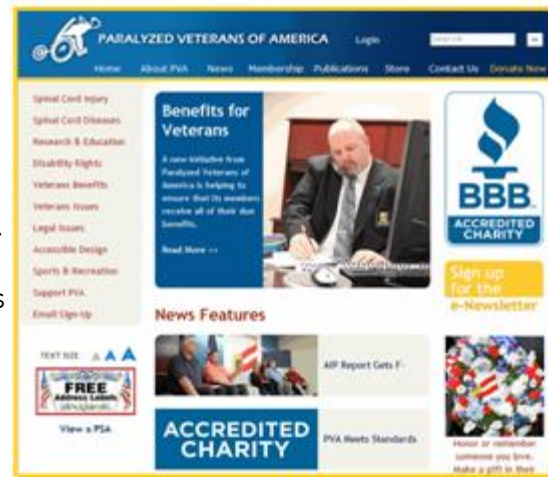 PARALYZED VETERANS OF AMERICA
Login
Home About PVA News Membership Publications Store Contact Us Donate Now
Spinal Cord Injury
Spinal Cord Diseases
Research & Education
Disability Rights
Veterans Benefits
Veterans Issues
Legal Issues
Accessible Design
Sports & Recreation
Support PVA
Email Sign-Up
TEXT SIZE A A A
FREE
Address Labels
View a PSA
Benefits for
Veterans
A new initiative from
Paralyzed Veterans of
America is helping to
ensure that its members
receive all of their due
benefits.
Read More >>
News Features
AIP Report Gets F-
ACCREDITED
CHARITY
PVA Meets Standards
BBB
ACCREDITED
CHARITY
Sign up
for the
e-Newsletter
Honor or remember
someone you love.
Make a gift in their